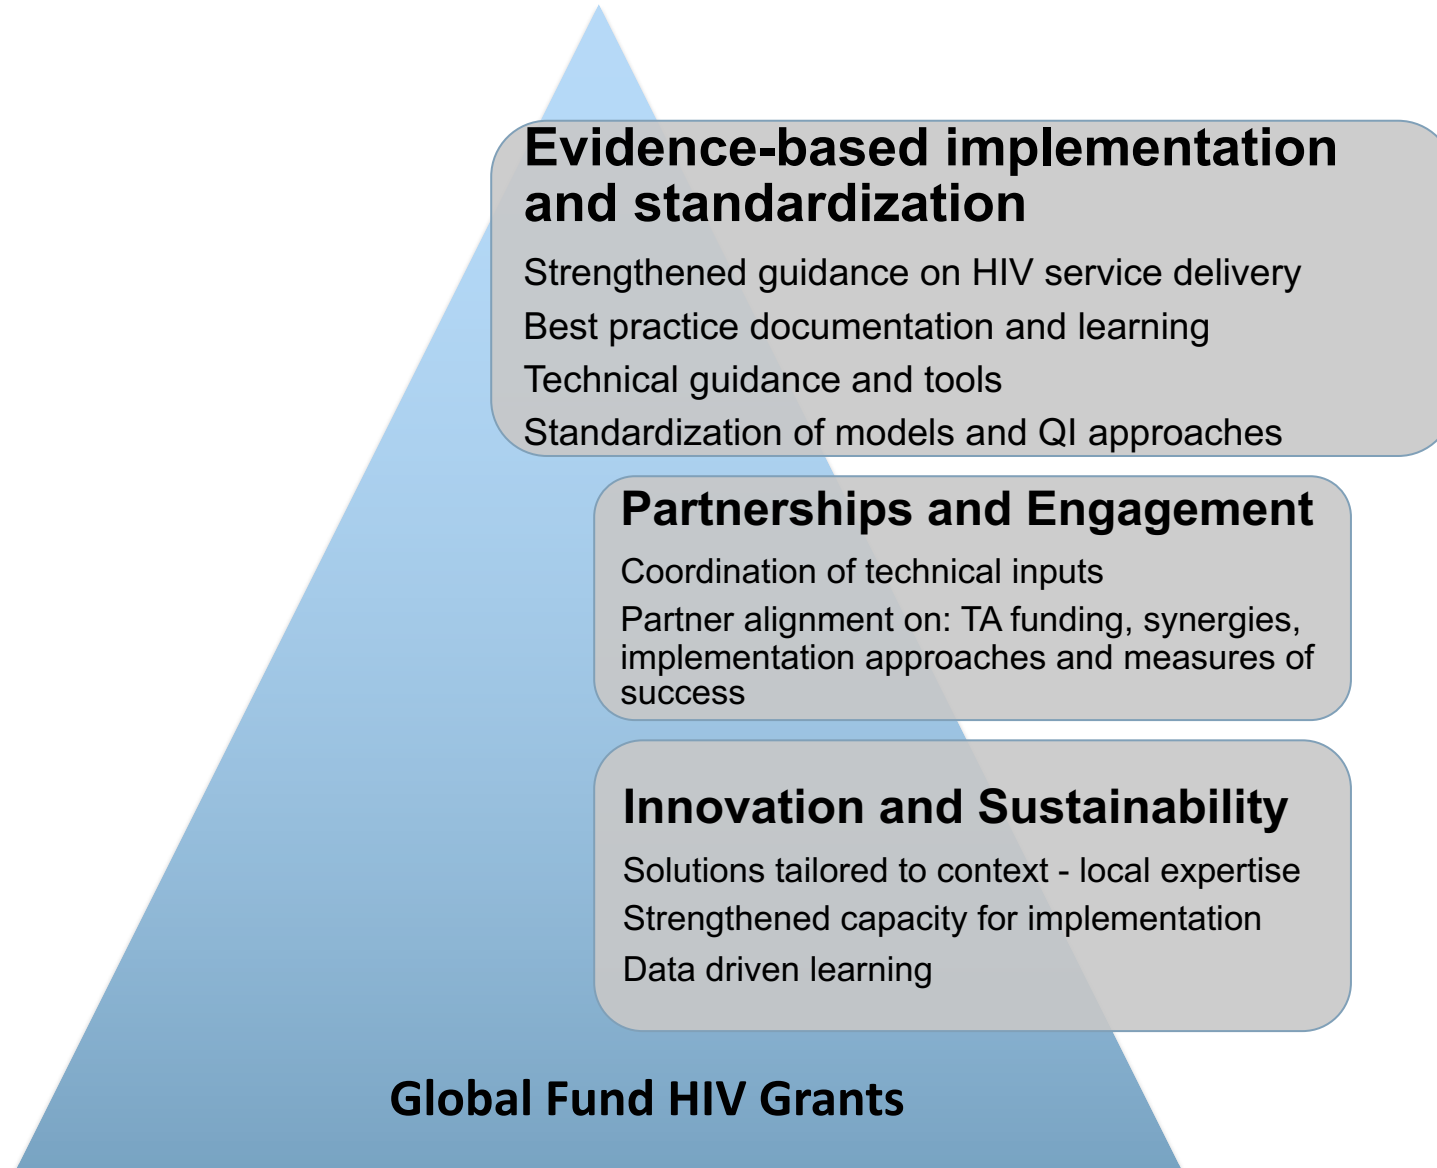 Evidence-based implementation
and standardization
Strengthened guidance on HIV service delivery
Best practice documentation and learning
Technical guidance and tools
Standardization of models and QI approaches
Partnerships and Engagement
Coordination of technical inputs
Partner alignment on: TA funding, synergies,
implementation approaches and measures of
success
Innovation and Sustainability
Solutions tailored to context - local expertise
Strengthened capacity for implementation
Data driven learning
Global Fund HIV Grants